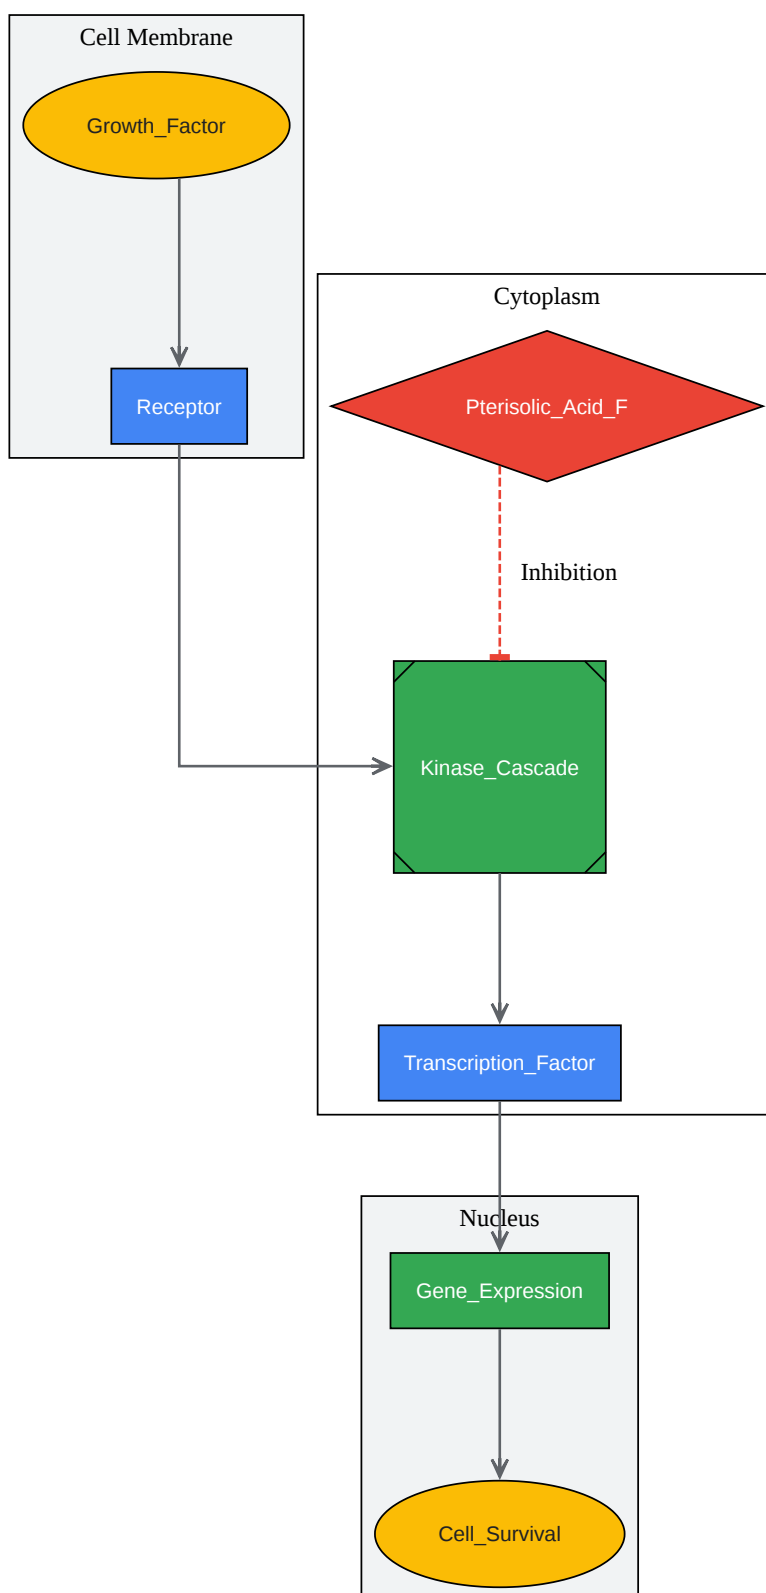 Cell Membrane
Growth_Factor
Receptor
Cytoplasm
Pterisolic_Acid_F
Inhibition
Kinase_Cascade
Transcription_Factor
Nucleus
Gene_Expression
Cell_Survival